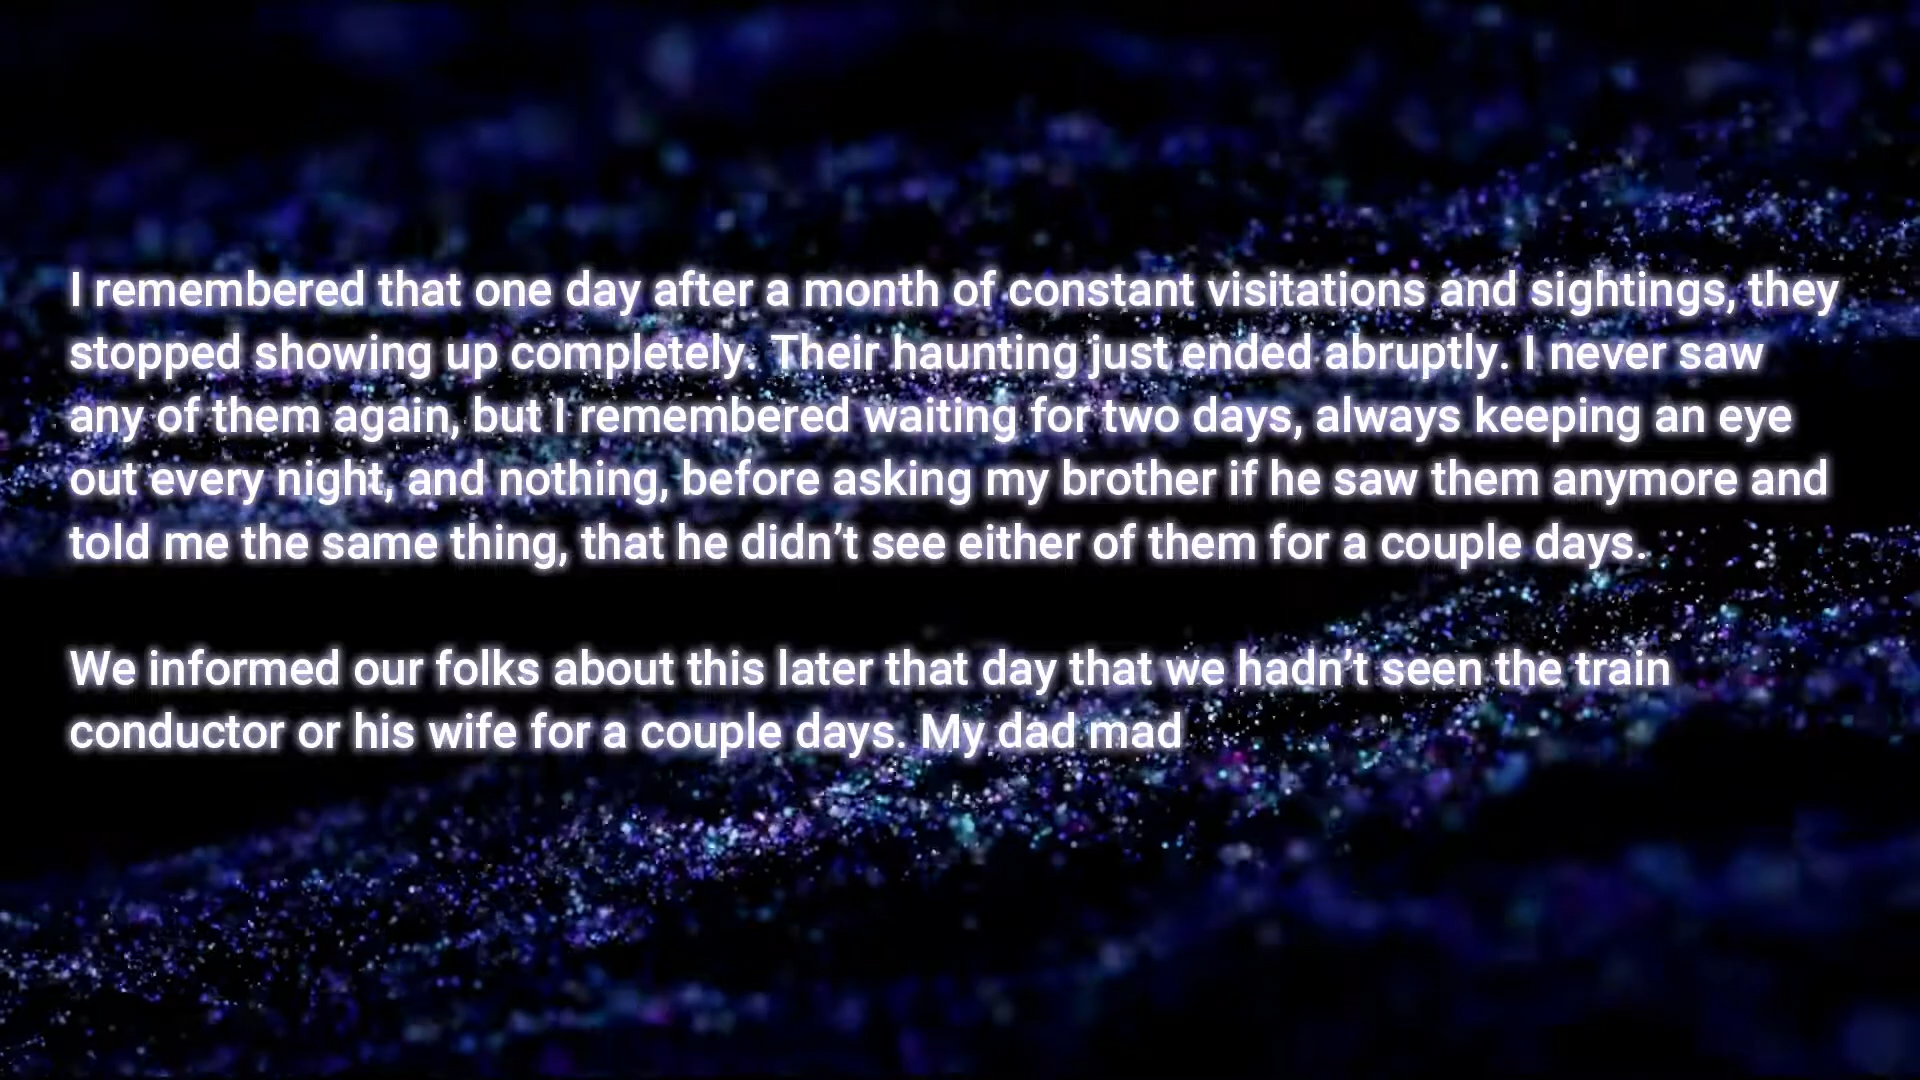 I remembered that one day after a month of constant visitations and sightings, they
stopped showing up completely. Their haunting just ended abruptly. I never saw
any of them again, but I remembered waiting for two days, always keeping an eye
out every night, and nothing, before asking my brother if he saw them anymore and
told me the same thing, that he didn’t see either of them for a couple days.
We informed our folks about this later that day that we hadn’t seen the train
conductor or his wife for a couple days. My dad mad